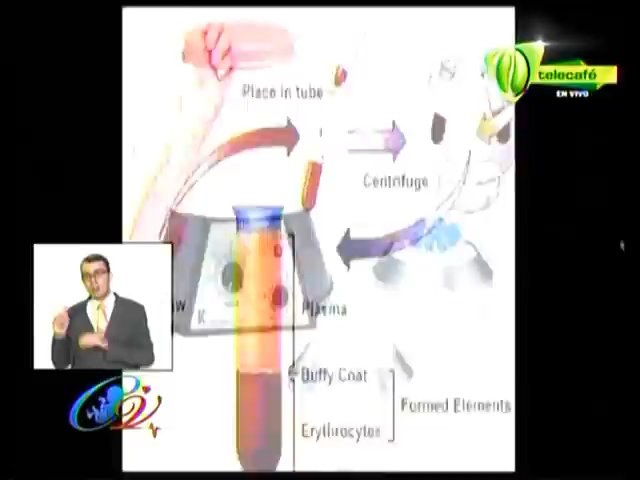 telecafé
EN VIVO
Place in tube
Centrifuge
Plasma
Buffy Coat
Formed Elements
Erythrocytes